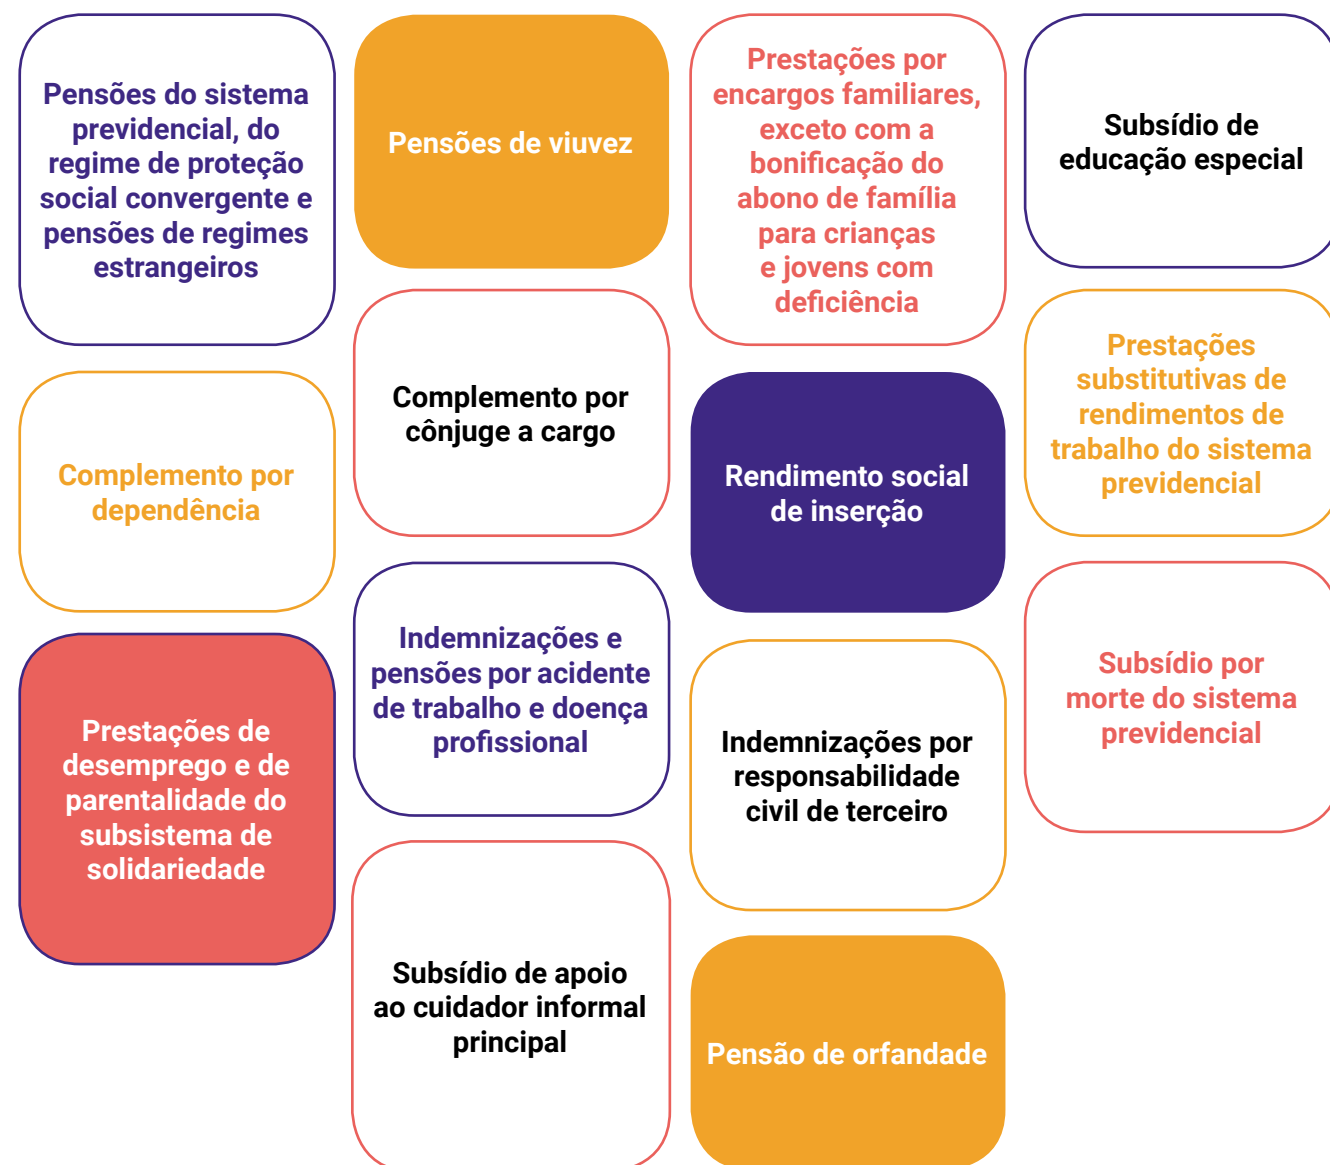 Pensões do sistema
previdencial, do
regime de proteção
social convergente e
pensões de regimes
estrangeiros
Pensões de viuvez
Prestações por
encargos familiares,
exceto com a
bonificação do
abono de família
para crianças
e jovens com
deficiência
Subsídio de
educação especial
Complemento por
dependência
Complemento por
cônjuge a cargo
Rendimento social
de inserção
Prestações
substitutivas de
rendimentos de
trabalho do sistema
previdencial
Prestações de
desemprego e de
parentalidade do
subsistema de
solidariedade
Indemnizações e
pensões por acidente
de trabalho e doença
profissional
Indemnizações por
responsabilidade
civil de terceiro
Subsídio por
morte do sistema
previdencial
Subsídio de apoio
ao cuidador informal
principal
Pensão de orfandade